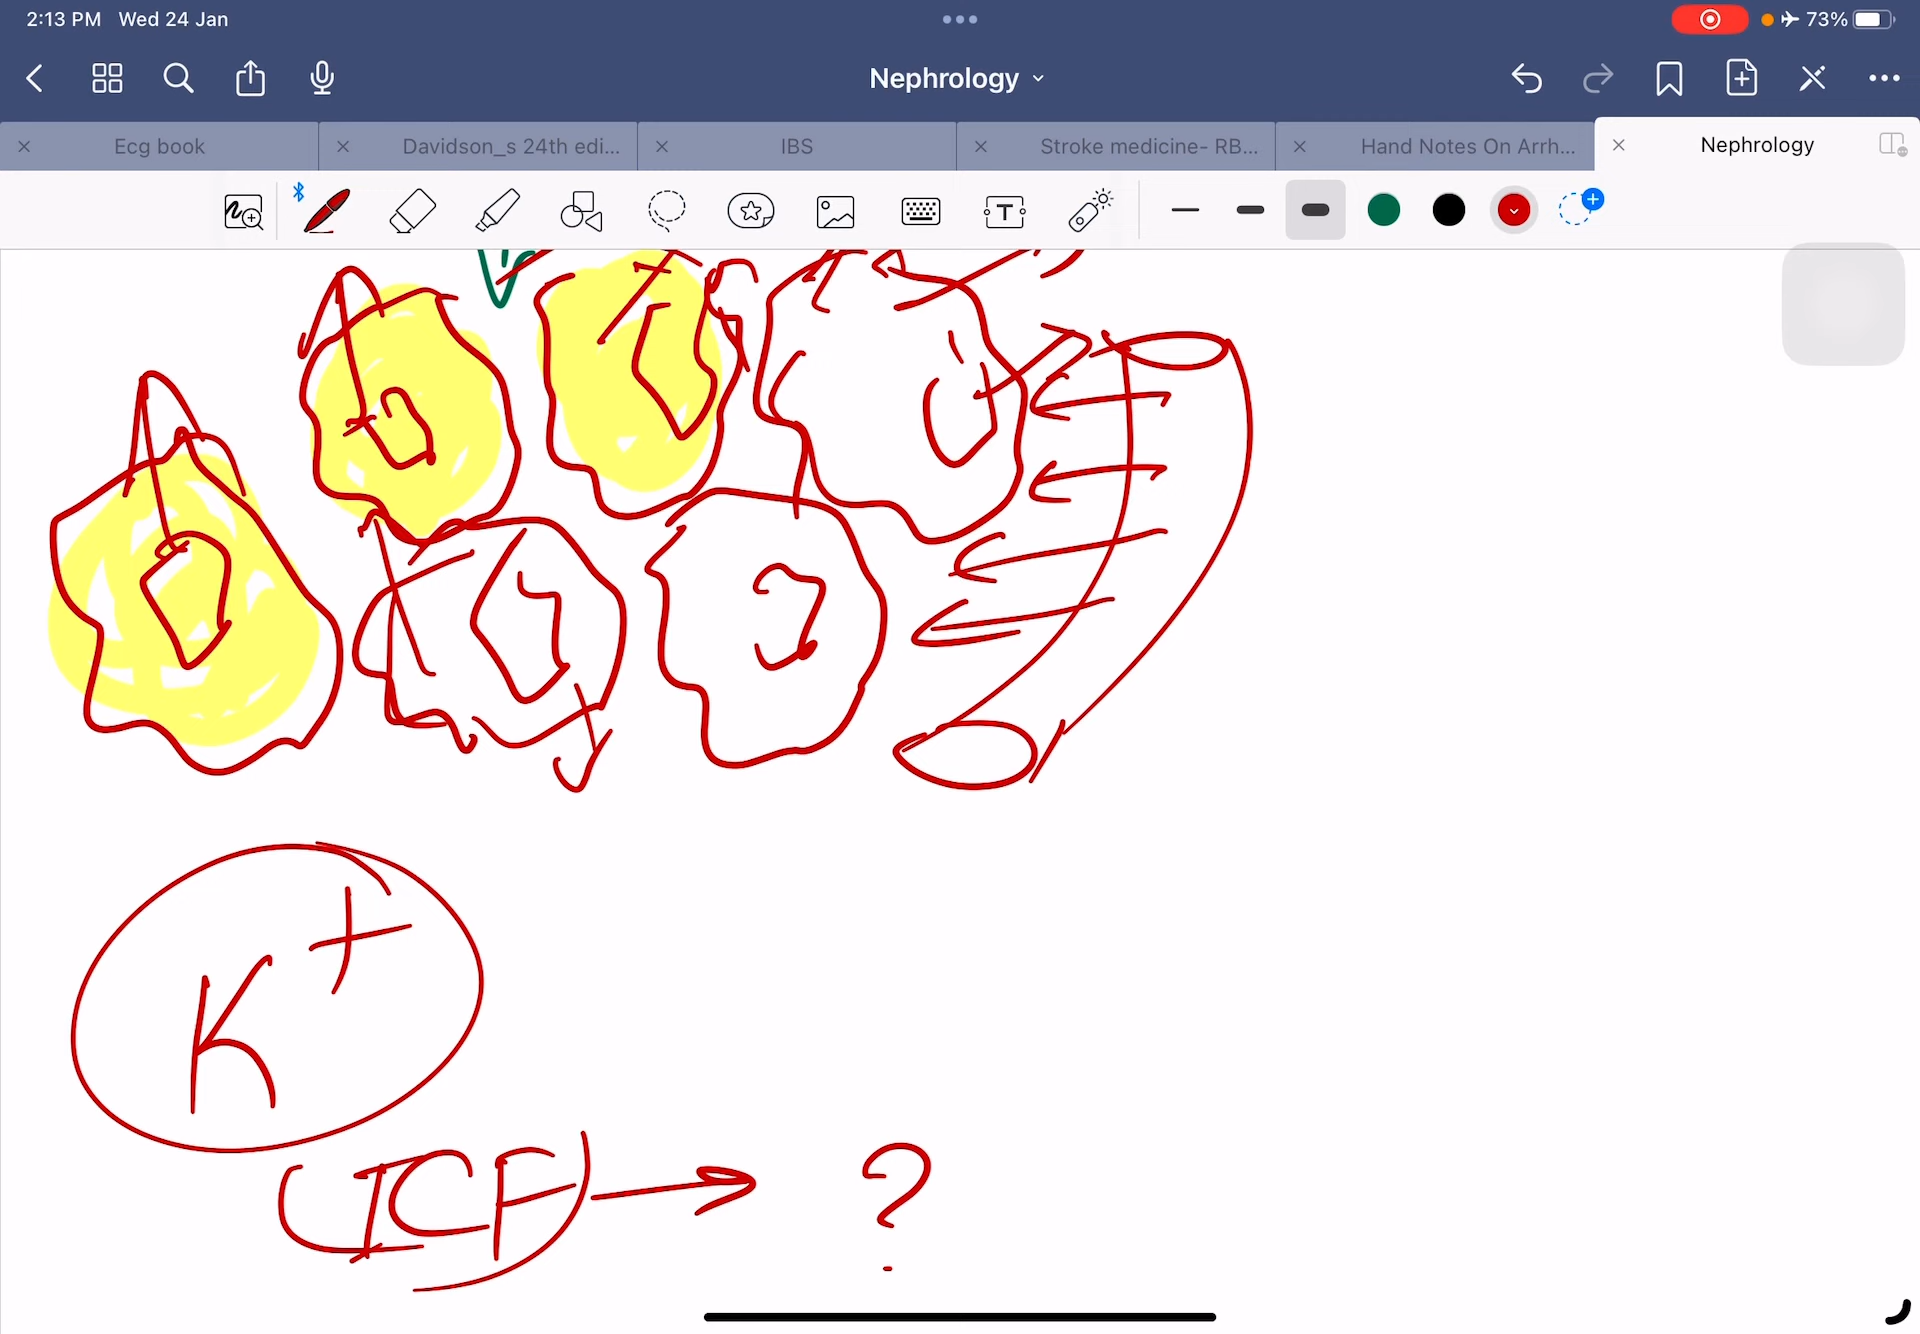 2:13 PM Wed 24 Jan
73%
Nephrology
Ecg book
Davidson_s 24th edi...
IBS
Stroke medicine- RB...
Hand Notes On Arrh...
Nephrology
T
K+
(ICF) → ?